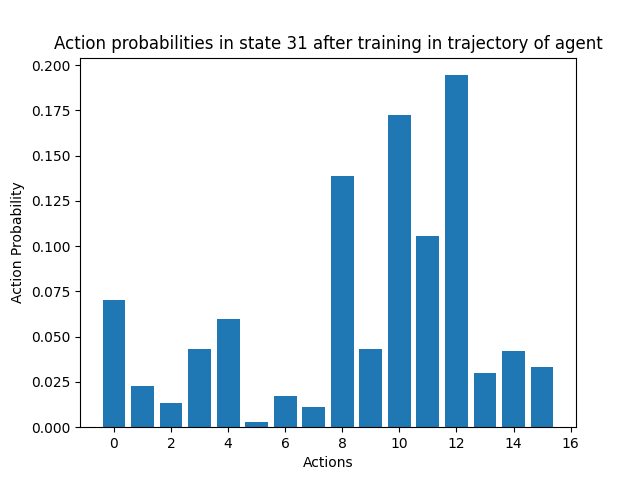 Action probabilities in state 31 after training in trajectory of agent
0.200
0.175
0.150
0.125
0.100
0.075
0.050
0.025
0.000
Action Probability
0 2 4 6 8 10 12 14 16
Actions